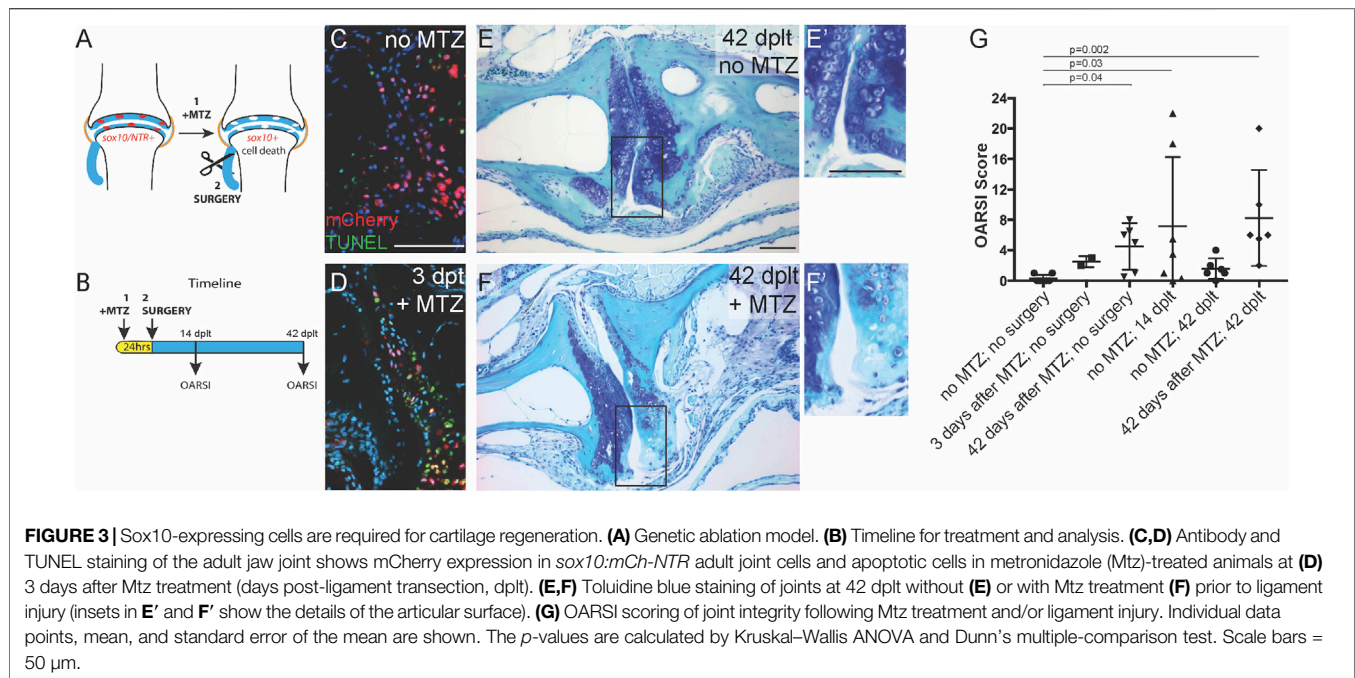 A
1
+MTZ
sox10/NTR+
sox10+
cell death
2
SURGERY
B
Timeline
1
+MTZ
2
SURGERY
24hrs
14 dplt
42 dplt
OARSI
OARSI
C
no MTZ
mCherry
TUNEL
D
3 dpt
+ MTZ
E
42 dplt
no MTZ
E'
F
42 dplt
+ MTZ
F'
G
p=0.002
p=0.03
p=0.04
OARSI Score
24
20
16
12
8
4
0
no MTZ; no surgery
3 days after MTZ; no surgery
42 days after MTZ; no surgery
no MTZ; 14 dplt
no MTZ; 42 dplt
42 days after MTZ; 42 dplt
FIGURE 3 | Sox10-expressing cells are required for cartilage regeneration. (A) Genetic ablation model. (B) Timeline for treatment and analysis. (C,D) Antibody and
TUNEL staining of the adult jaw joint shows mCherry expression in sox10:mCh-NTR adult joint cells and apoptotic cells in metronidazole (Mtz)-treated animals at (D)
3 days after Mtz treatment (days post-ligament transection, dplt). (E,F) Toluidine blue staining of joints at 42 dplt without (E) or with Mtz treatment (F) prior to ligament
injury (insets in E′ and F′ show the details of the articular surface). (G) OARSI scoring of joint integrity following Mtz treatment and/or ligament injury. Individual data
points, mean, and standard error of the mean are shown. The p-values are calculated by Kruskal–Wallis ANOVA and Dunn's multiple-comparison test. Scale bars =
50 μm.